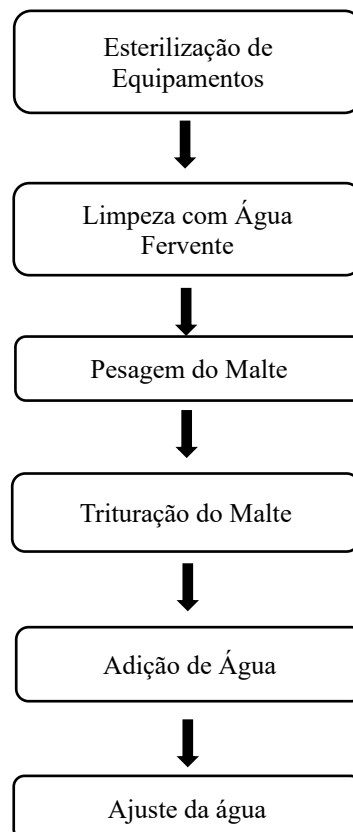 Esterilização de
Equipamentos
Limpeza com Água
Fervente
Pesagem do Malte
Trituração do Malte
Adição de Água
Ajuste da água